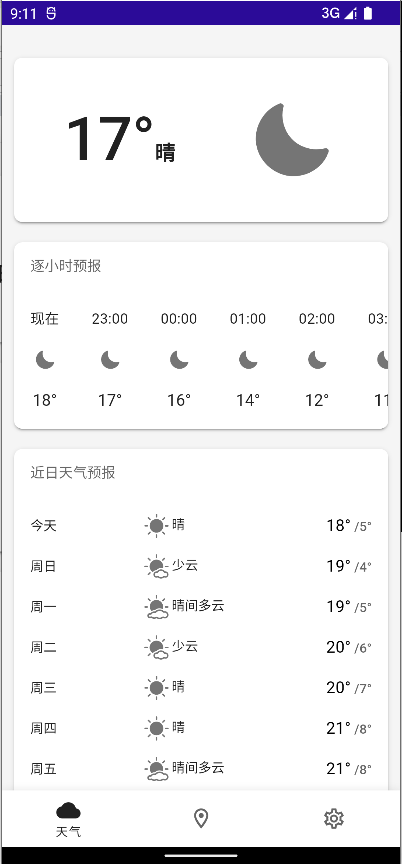 9:11 3G
17° 晴
逐小时预报
现在 23:00 00:00 01:00 02:00 03:
18° 17° 16° 14° 12° 11
近日天气预报
今天 晴 18° /5°
周日 少云 19° /4°
周一 晴间多云 19° /5°
周二 少云 20° /6°
周三 晴 20° /7°
周四 晴 21° /8°
周五 晴间多云 21° /8°
天气